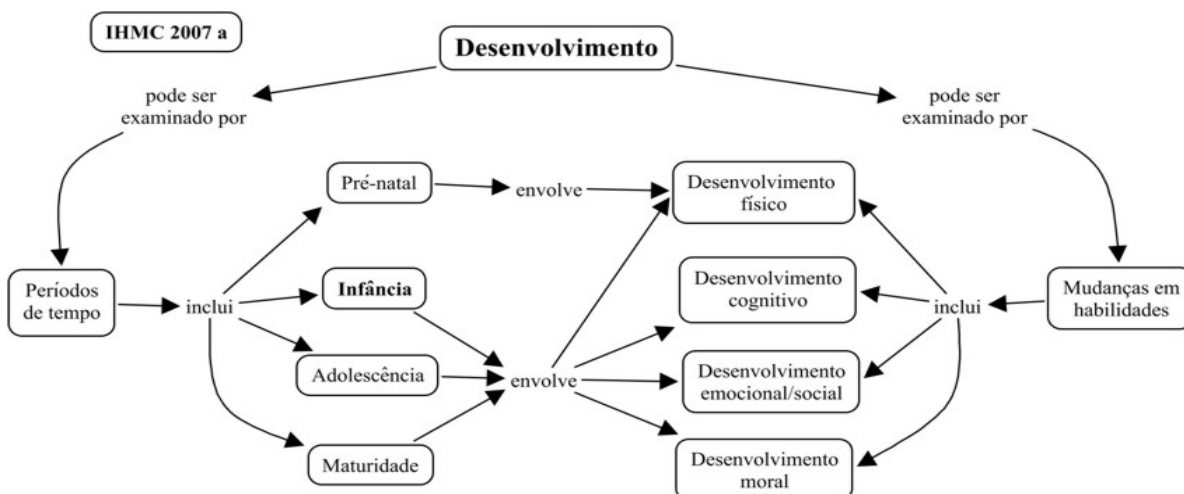 IHMC 2007 a
Desenvolvimento
pode ser
examinado por
pode ser
examinado por
Pré-natal
envolve
Desenvolvimento
físico
Períodos
de tempo
inclui
Infância
Desenvolvimento
cognitivo
inclui
Mudanças em
habilidades
Adolescência
envolve
Desenvolvimento
emocional/social
Maturidade
Desenvolvimento
moral